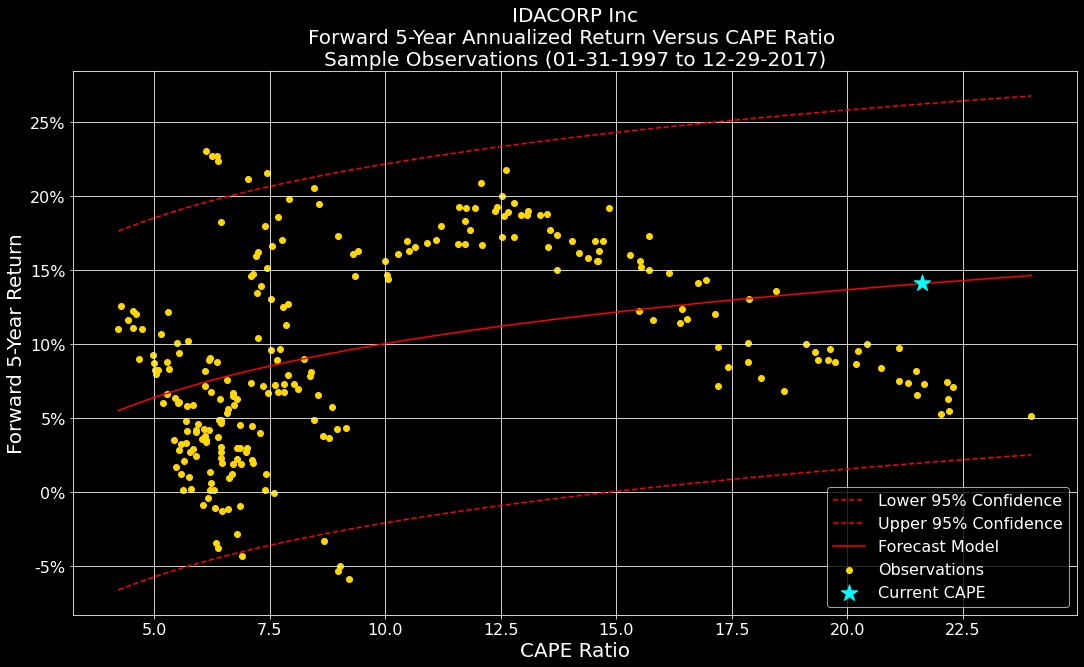 IDACORP Inc
Forward 5-Year Annualized Return Versus CAPE Ratio
Sample Observations (01-31-1997 to 12-29-2017)
Forward 5-Year Return
25%
20%
15%
10%
5%
0%
-5%
Lower 95% Confidence
Upper 95% Confidence
Forecast Model
Observations
Current CAPE
5.0 7.5 10.0 12.5 15.0 17.5 20.0 22.5
CAPE Ratio